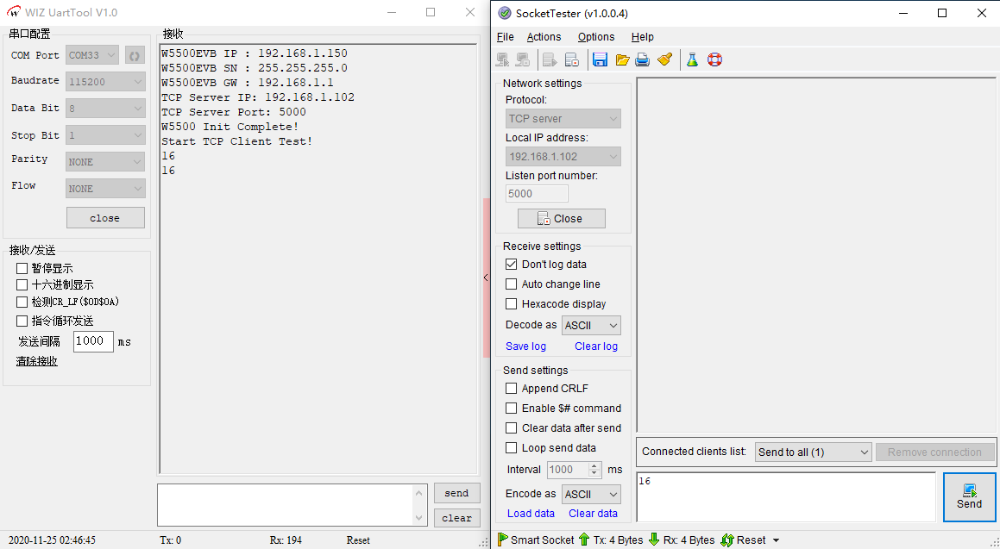 WIZ UartTool V1.0
串口配置
COM Port
COM33
Baudrate
115200
Data Bit
8
Stop Bit
1
Parity
NONE
Flow
NONE
close
接收/发送
暂停显示
十六进制显示
检测CR_LF($0D$0A)
指令循环发送
发送间隔
1000
ms
清除接收
接收
W5500EVB IP : 192.168.1.150
W5500EVB SN : 255.255.255.0
W5500EVB GW : 192.168.1.1
TCP Server IP: 192.168.1.102
TCP Server Port: 5000
W5500 Init Complete!
Start TCP Client Test!
16
16
send
clear
2020-11-25 02:46:45
Tx: 0
Rx: 194
Reset
SocketTester (v1.0.0.4)
File
Actions
Options
Help
Network settings
Protocol:
TCP server
Local IP address:
192.168.1.102
Listen port number:
5000
Close
Receive settings
Don't log data
Auto change line
Hexacode display
Decode as
ASCII
Save log
Clear log
Send settings
Append CRLF
Enable $# command
Clear data after send
Loop send data
Interval
1000
ms
Encode as
ASCII
Load data
Clear data
Connected clients list:
Send to all (1)
Remove connection
16
Send
Smart Socket
Tx: 4 Bytes
Rx: 4 Bytes
Reset